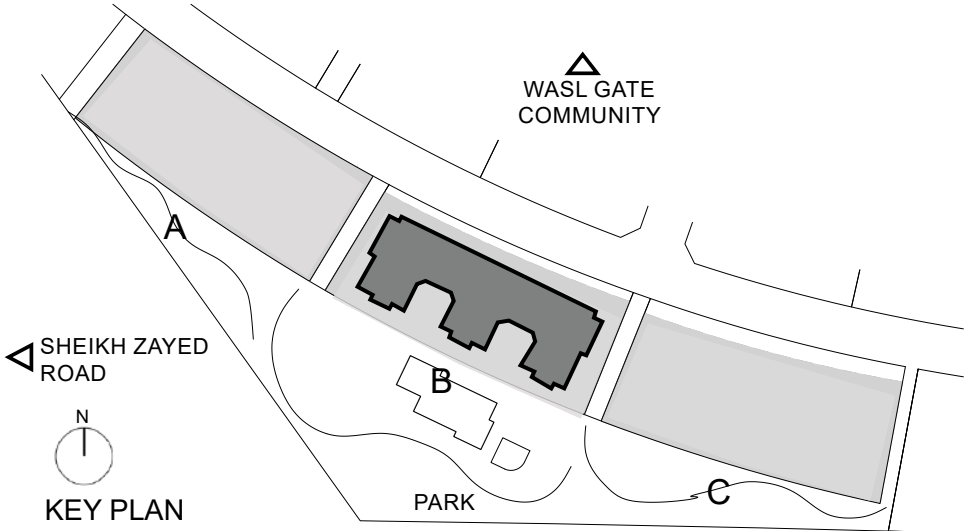 WASL GATE
COMMUNITY
A
SHEIKH ZAYED
ROAD
B
N
KEY PLAN
PARK
C